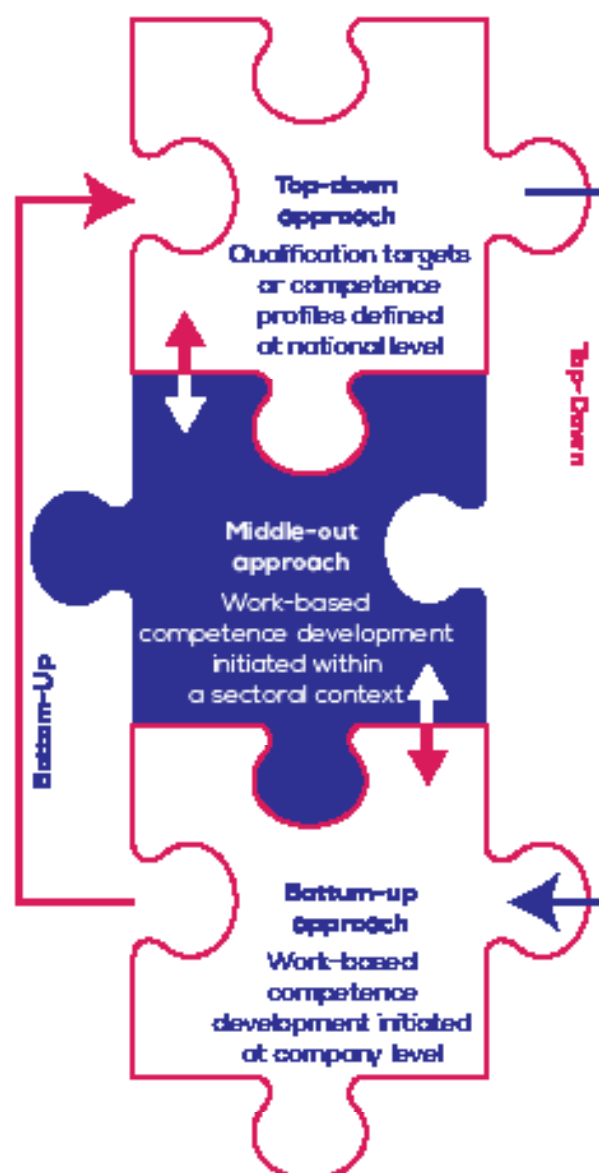 Top-down
approach
Qualification targets
or competence
profiles defined
at national level
Top-Down
Middle-out
approach
Work-based
competence development
initiated within
a sectoral context
Bottom-Up
Bottum-up
approach
Work-based
competence
development initiated
at company level